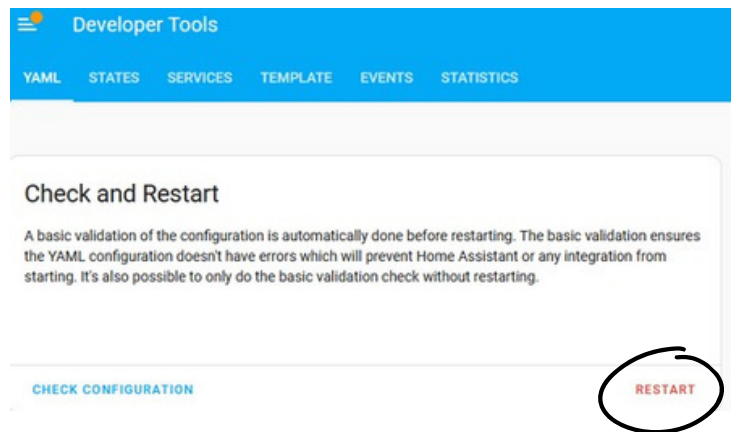 Developer Tools
YAML STATES SERVICES TEMPLATE EVENTS STATISTICS
Check and Restart
A basic validation of the configuration is automatically done before restarting. The basic validation ensures
the YAML configuration doesn't have errors which will prevent Home Assistant or any integration from
starting. It's also possible to only do the basic validation check without restarting.
CHECK CONFIGURATION RESTART